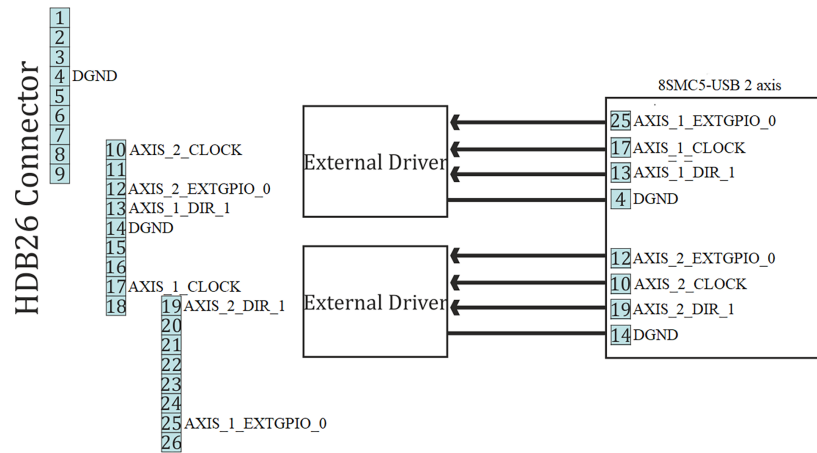 HDB26 Connector
1
2
3
4 DGND
5
6
7
8
9
10 AXIS_2_CLOCK
11
12 AXIS_2_EXTGPIO_0
13 AXIS_1_DIR_1
14 DGND
15
16
17 AXIS_1_CLOCK
18
19 AXIS_2_DIR_1
20
21
22
23
24
25 AXIS_1_EXTGPIO_0
26
External Driver
External Driver
8SMC5-USB 2 axis
25 AXIS_1_EXTGPIO_0
17 AXIS_1_CLOCK
13 AXIS_1_DIR_1
4 DGND
12 AXIS_2_EXTGPIO_0
10 AXIS_2_CLOCK
19 AXIS_2_DIR_1
14 DGND